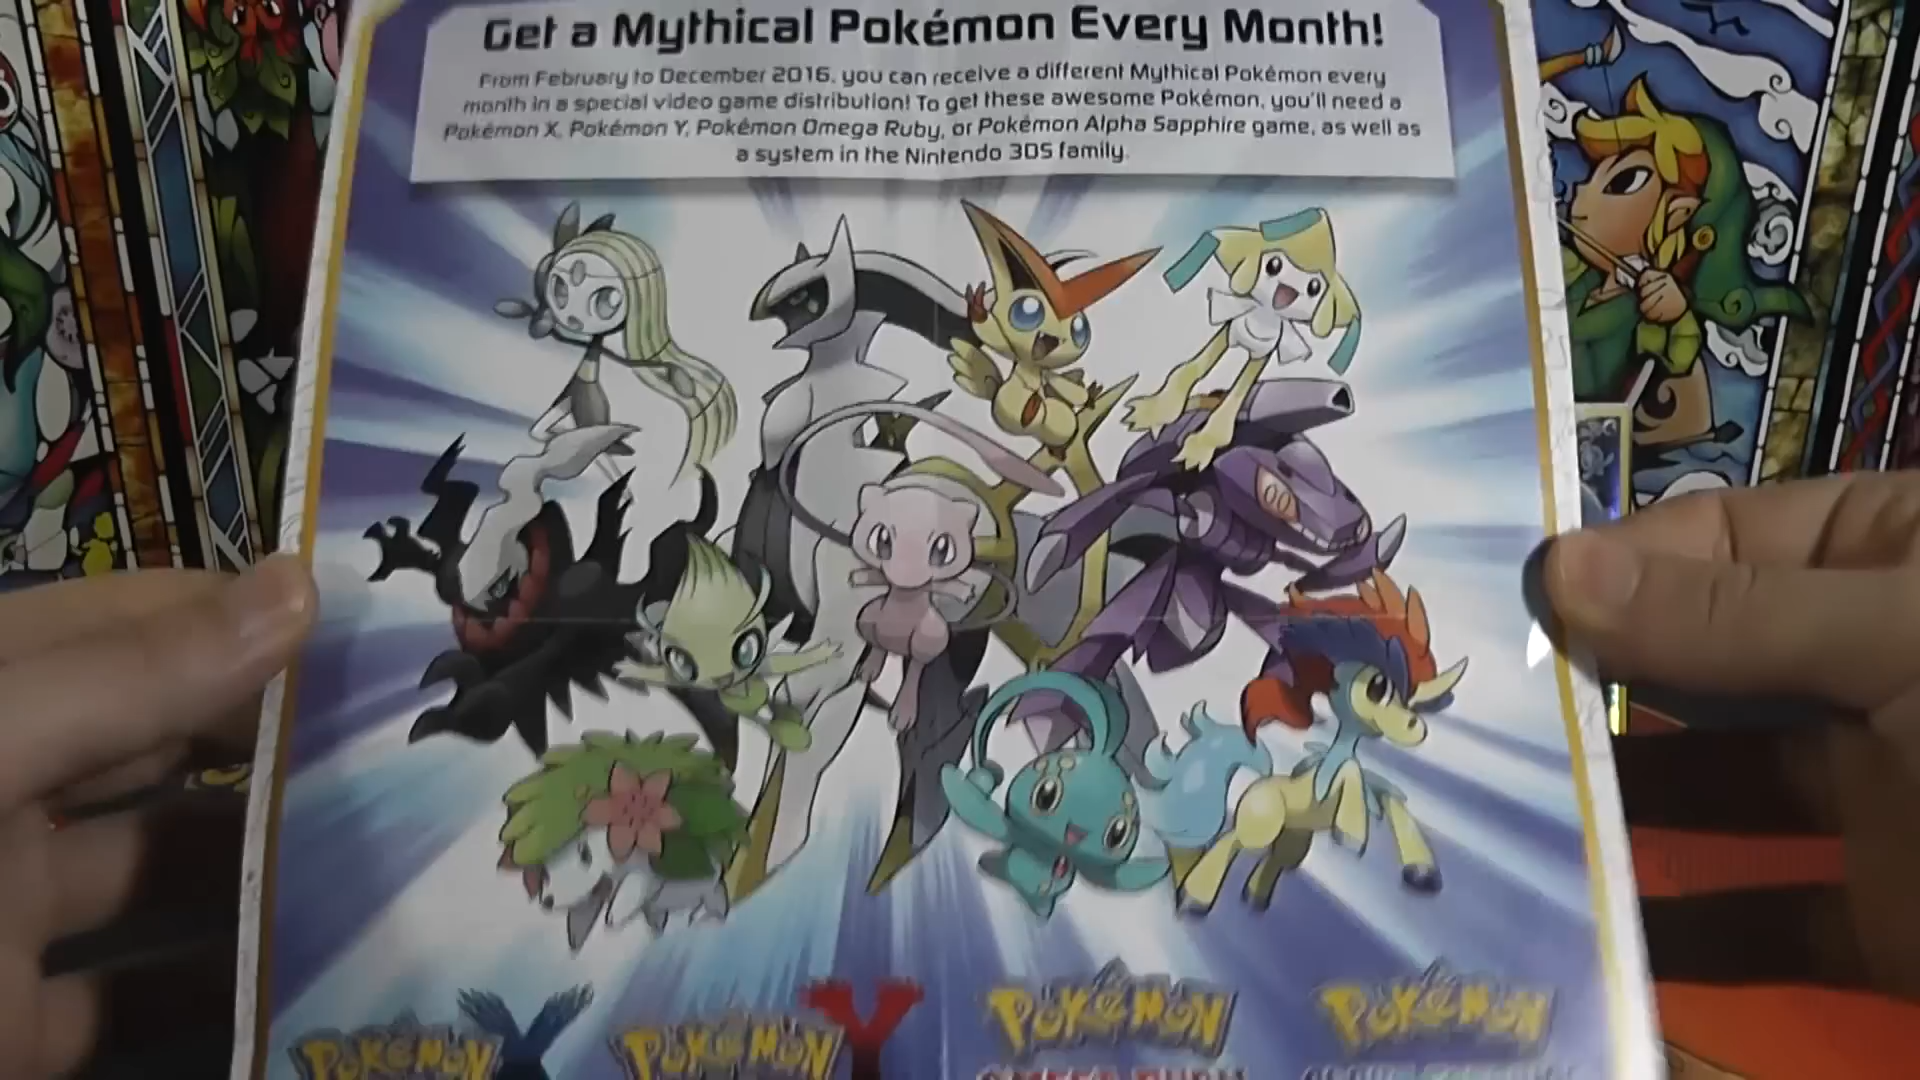 Get a Mythical Pokémon Every Month!
From February to December 2016, you can receive a different Mythical Pokémon every
month in a special video game distribution! To get these awesome Pokémon, you'll need a
Pokémon X, Pokémon Y, Pokémon Omega Ruby, or Pokémon Alpha Sapphire game, as well as
a system in the Nintendo 3DS family.
POKÉMON X POKÉMON Y POKÉMON POKÉMON